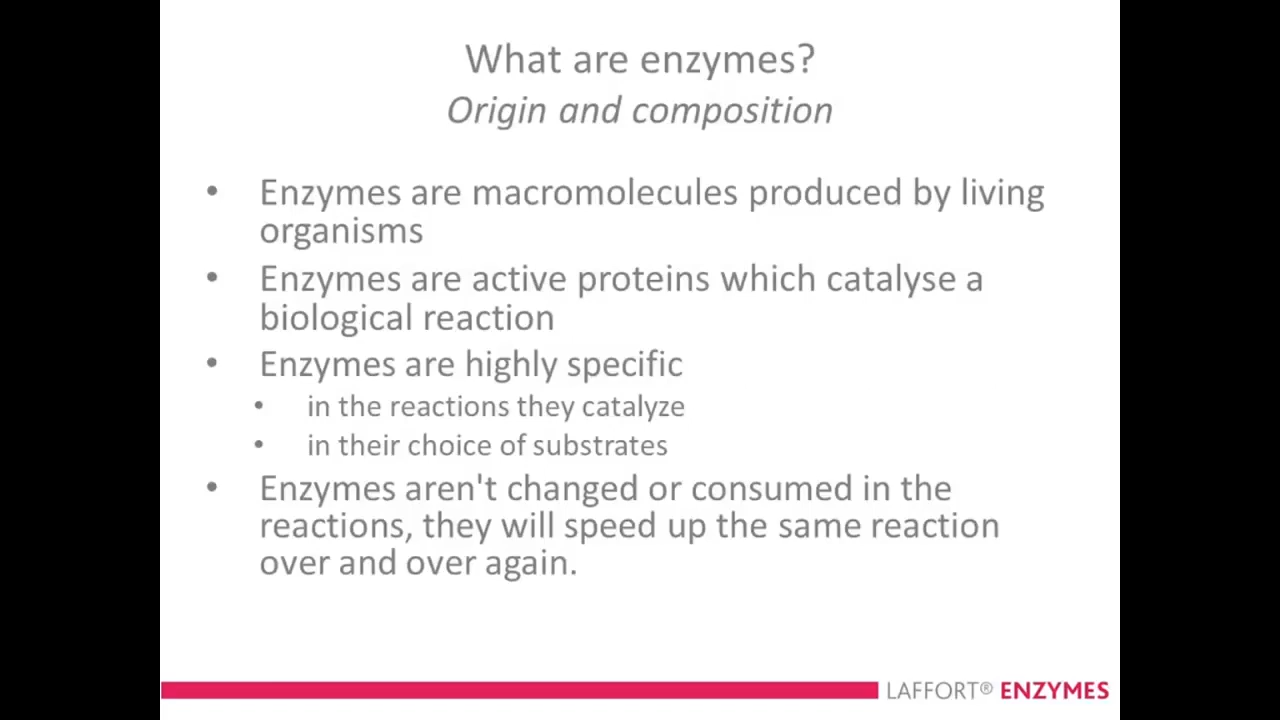 What are enzymes?
Origin and composition
• Enzymes are macromolecules produced by living
organisms
• Enzymes are active proteins which catalyse a
biological reaction
• Enzymes are highly specific
• in the reactions they catalyze
• in their choice of substrates
• Enzymes aren't changed or consumed in the
reactions, they will speed up the same reaction
over and over again.
LAFFORT® ENZYMES